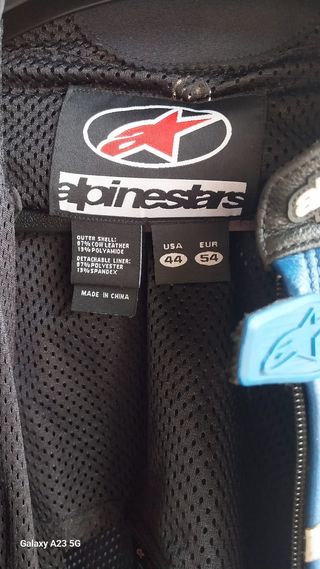 alpinestars
OUTER SHELL:
87% COW LEATHER
13% POLYAMIDE
DETACHABLE LINER:
87% POLYESTER
13% SPANDEX
MADE IN CHINA
USA EUR
44 54
Galaxy A23 5G